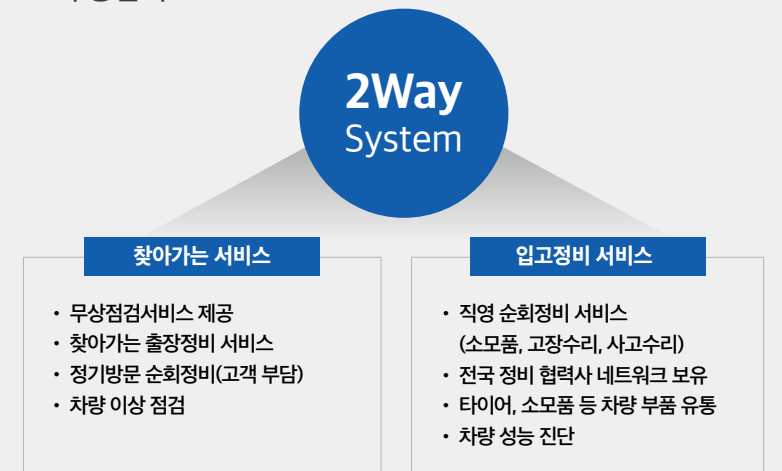 2Way
System
찾아가는 서비스
• 무상점검서비스 제공
• 찾아가는 출장정비 서비스
• 정기방문 순회정비(고객 부담)
• 차량 이상 점검
입고정비 서비스
• 직영 순회정비 서비스
(소모품, 고장수리, 사고수리)
• 전국 정비 협력사 네트워크 보유
• 타이어, 소모품 등 차량 부품 유통
• 차량 성능 진단